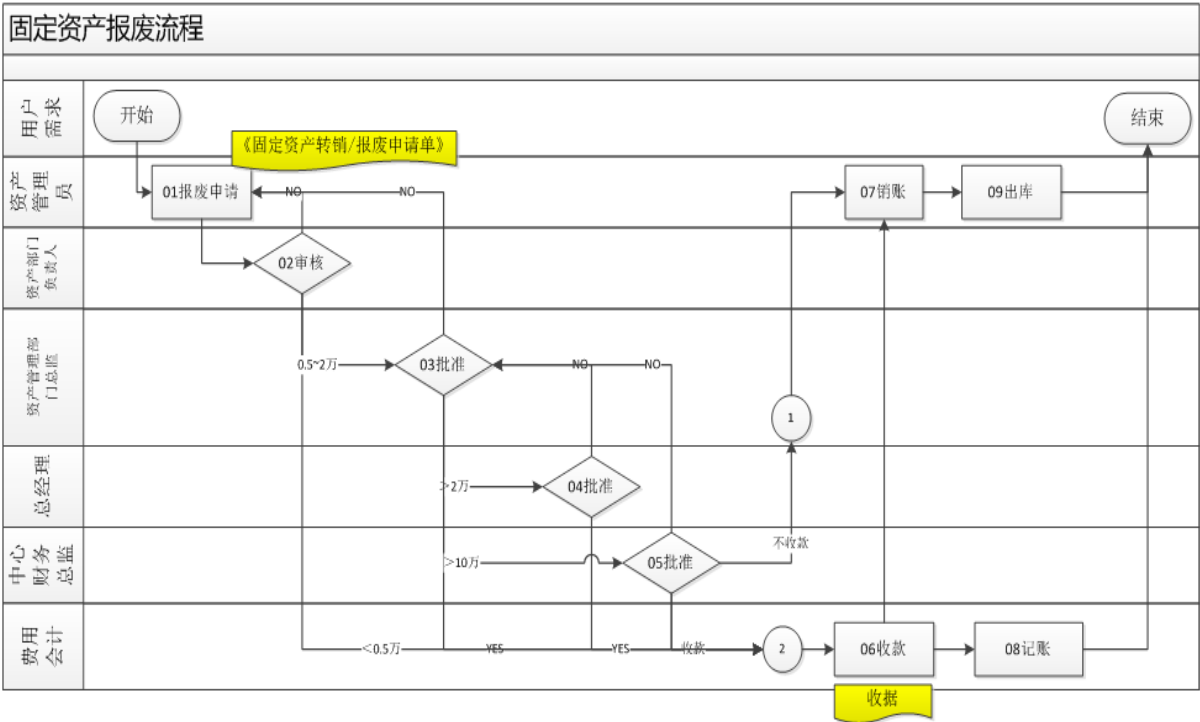 固定资产报废流程
用户
需求
开始
结束
《固定资产转销/报废申请单》
资产
管理
员
01报废申请
NO
NO
07销账
09出库
资产部门
负责人
02审核
资产管理部
门总监
0.5~2万
03批准
NO
NO
1
总经理
>2万
04批准
中心
财务
总监
>10万
05批准
不收款
费用
会计
<0.5万
YES
YES
收款
2
06收款
08记账
收据